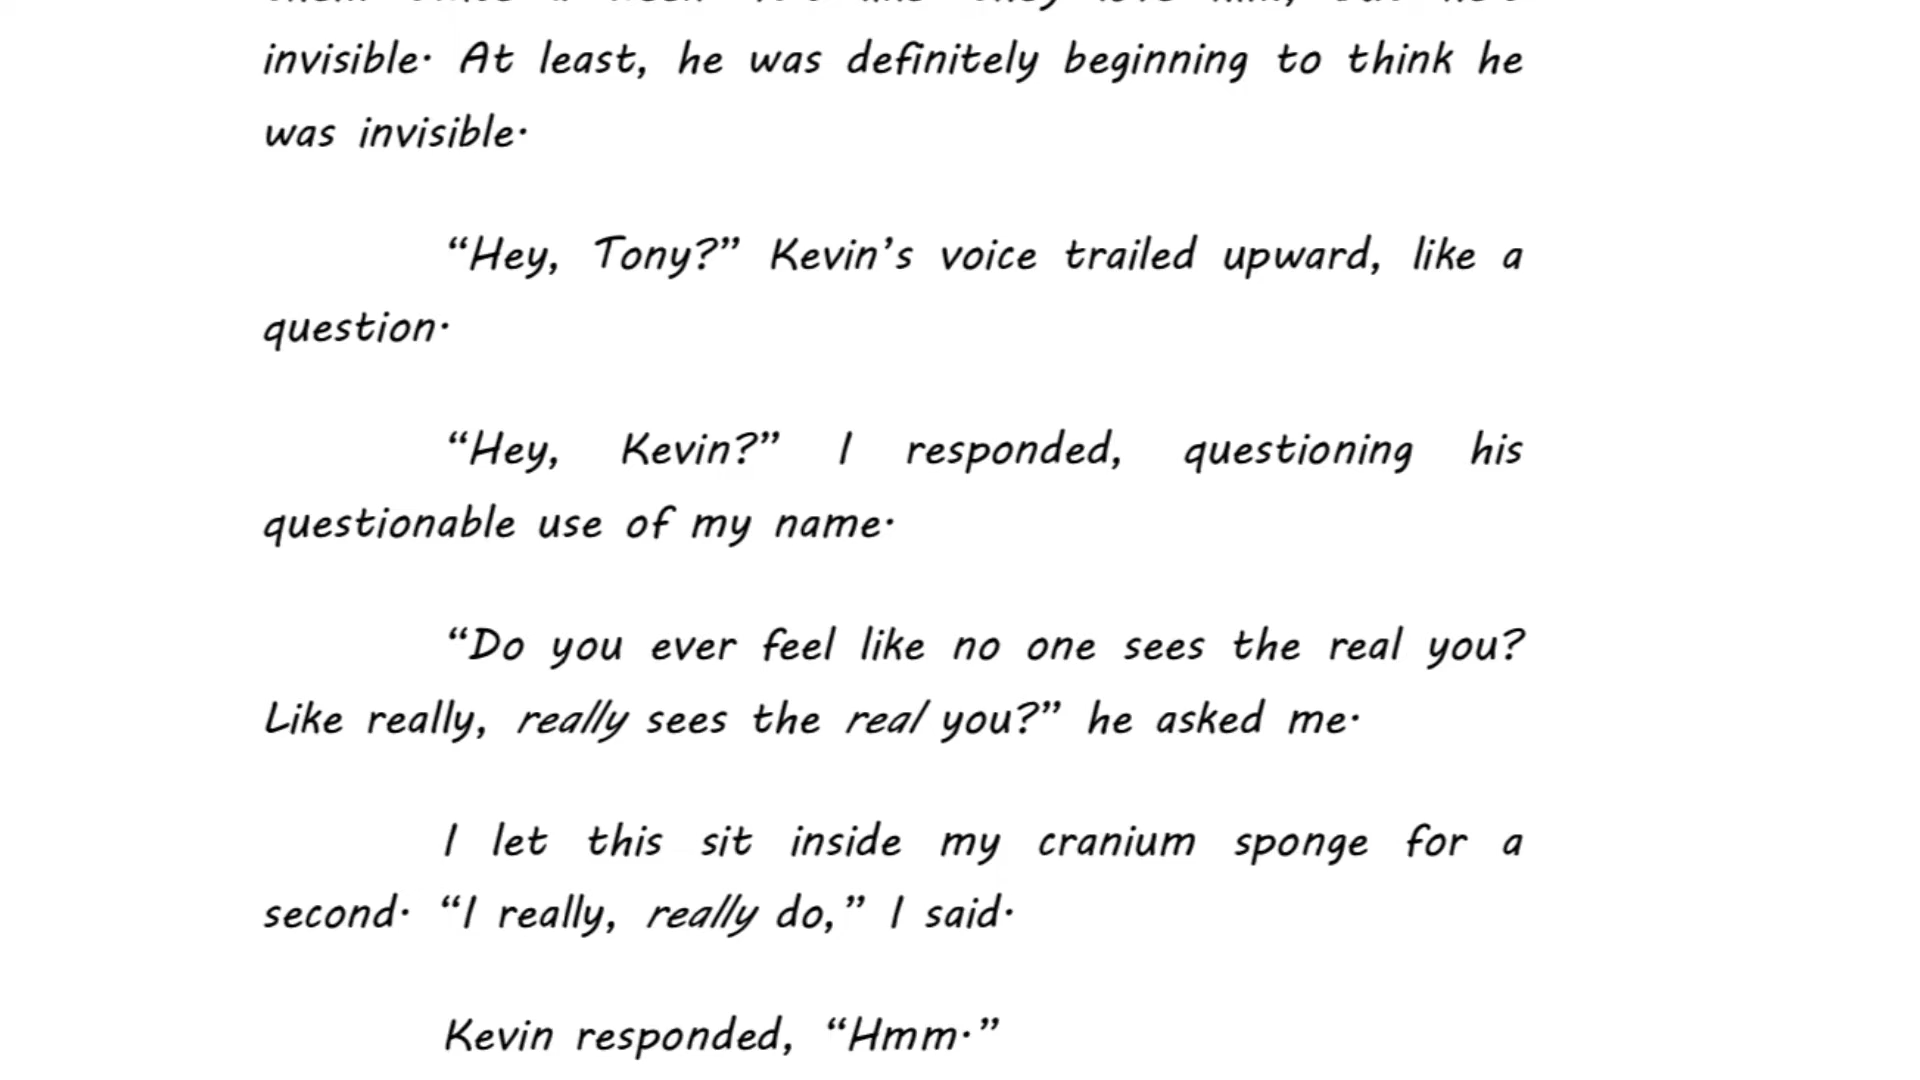 invisible. At least, he was definitely beginning to think he
was invisible.
“Hey, Tony?” Kevin’s voice trailed upward, like a
question.
“Hey, Kevin?” I responded, questioning his
questionable use of my name.
“Do you ever feel like no one sees the real you?
Like really, really sees the real you?” he asked me.
I let this sit inside my cranium sponge for a
second. “I really, really do,” I said.
Kevin responded, “Hmm.”